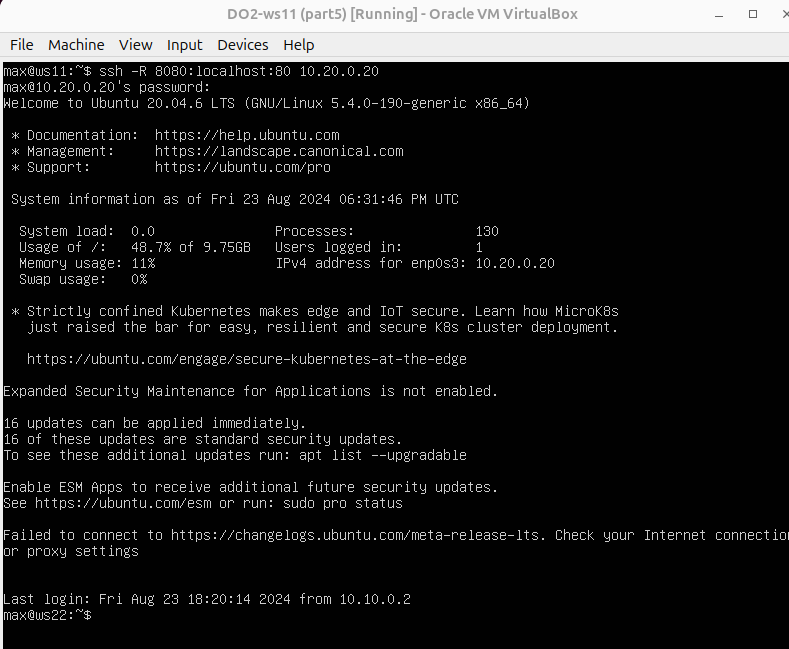 DO2-ws11 (part5) [Running] - Oracle VM VirtualBox
File Machine View Input Devices Help
max@ws11:~$ ssh -R 8080:localhost:80 10.20.0.20
max@10.20.0.20's password:
Welcome to Ubuntu 20.04.6 LTS (GNU/Linux 5.4.0-190-generic x86_64)
* Documentation:  https://help.ubuntu.com
* Management:     https://landscape.canonical.com
* Support:        https://ubuntu.com/pro
System information as of Fri 23 Aug 2024 06:31:46 PM UTC
System load:  0.0               Processes:               130
Usage of /:   48.7% of 9.75GB   Users logged in:         1
Memory usage: 11%               IPv4 address for enp0s3: 10.20.0.20
Swap usage:   0%
* Strictly confined Kubernetes makes edge and IoT secure. Learn how MicroK8s
just raised the bar for easy, resilient and secure K8s cluster deployment.
https://ubuntu.com/engage/secure-kubernetes-at-the-edge
Expanded Security Maintenance for Applications is not enabled.
16 updates can be applied immediately.
16 of these updates are standard security updates.
To see these additional updates run: apt list --upgradable
Enable ESM Apps to receive additional future security updates.
See https://ubuntu.com/esm or run: sudo pro status
Failed to connect to https://changelogs.ubuntu.com/meta-release-lts. Check your Internet connection
or proxy settings
Last login: Fri Aug 23 18:20:14 2024 from 10.10.0.2
max@ws22:~$